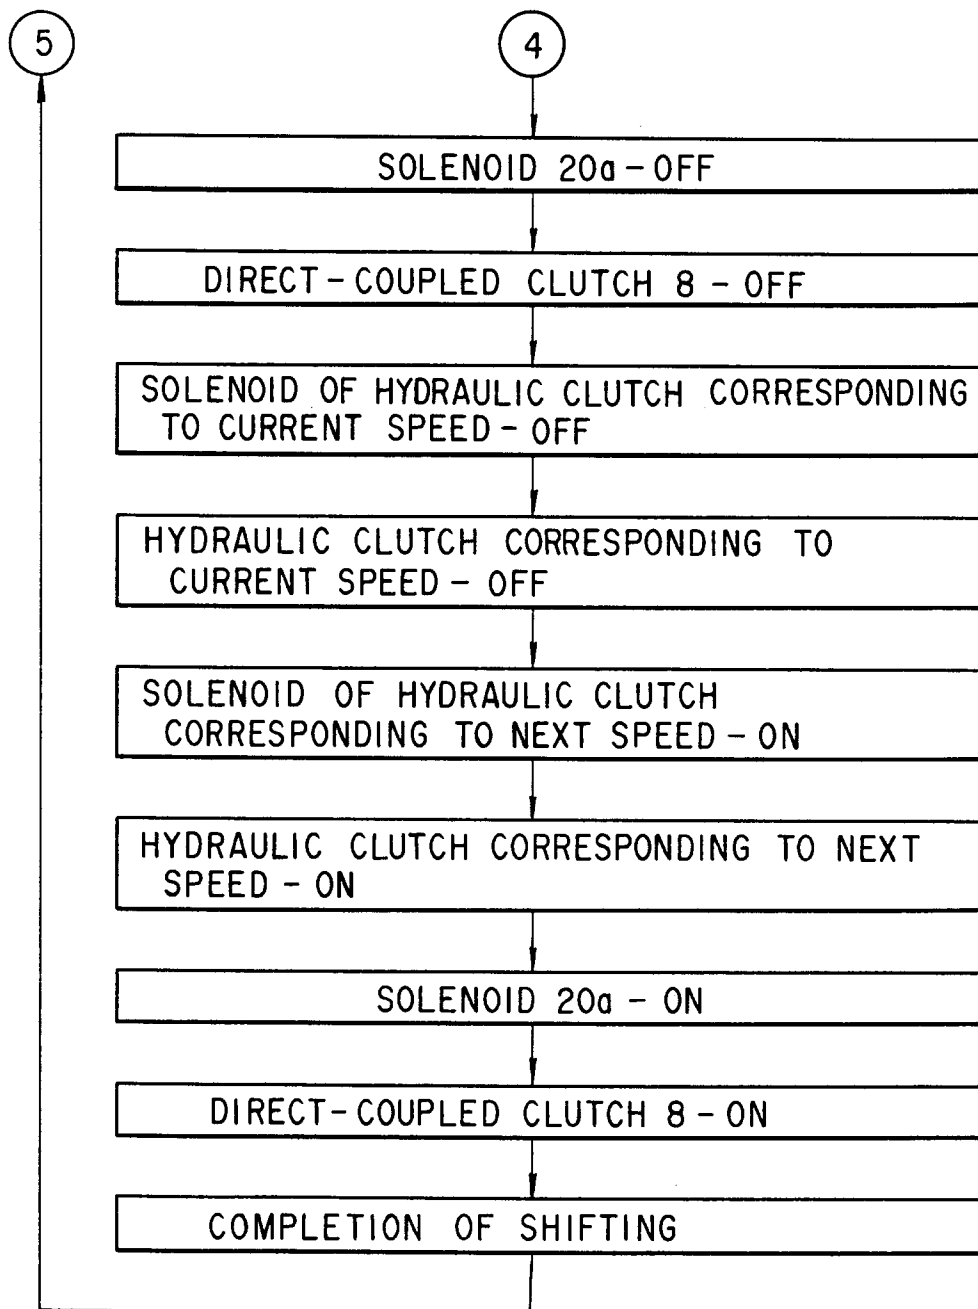 5
4
SOLENOID 20a - OFF
DIRECT - COUPLED CLUTCH 8 - OFF
SOLENOID OF HYDRAULIC CLUTCH CORRESPONDING
TO CURRENT SPEED - OFF
HYDRAULIC CLUTCH CORRESPONDING TO
CURRENT SPEED - OFF
SOLENOID OF HYDRAULIC CLUTCH
CORRESPONDING TO NEXT SPEED - ON
HYDRAULIC CLUTCH CORRESPONDING TO NEXT
SPEED - ON
SOLENOID 20a - ON
DIRECT - COUPLED CLUTCH 8 - ON
COMPLETION OF SHIFTING